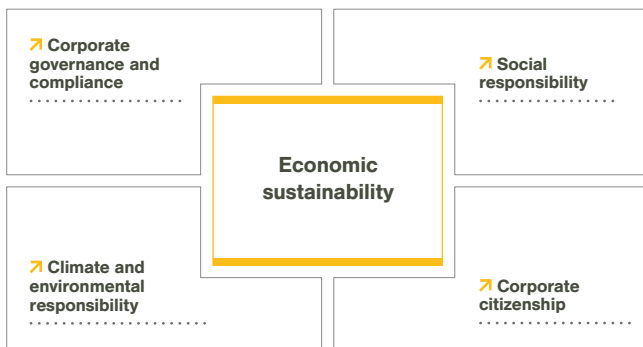 Corporate
governance and
compliance
Social
responsibility
Economic
sustainability
Climate and
environmental
responsibility
Corporate
citizenship